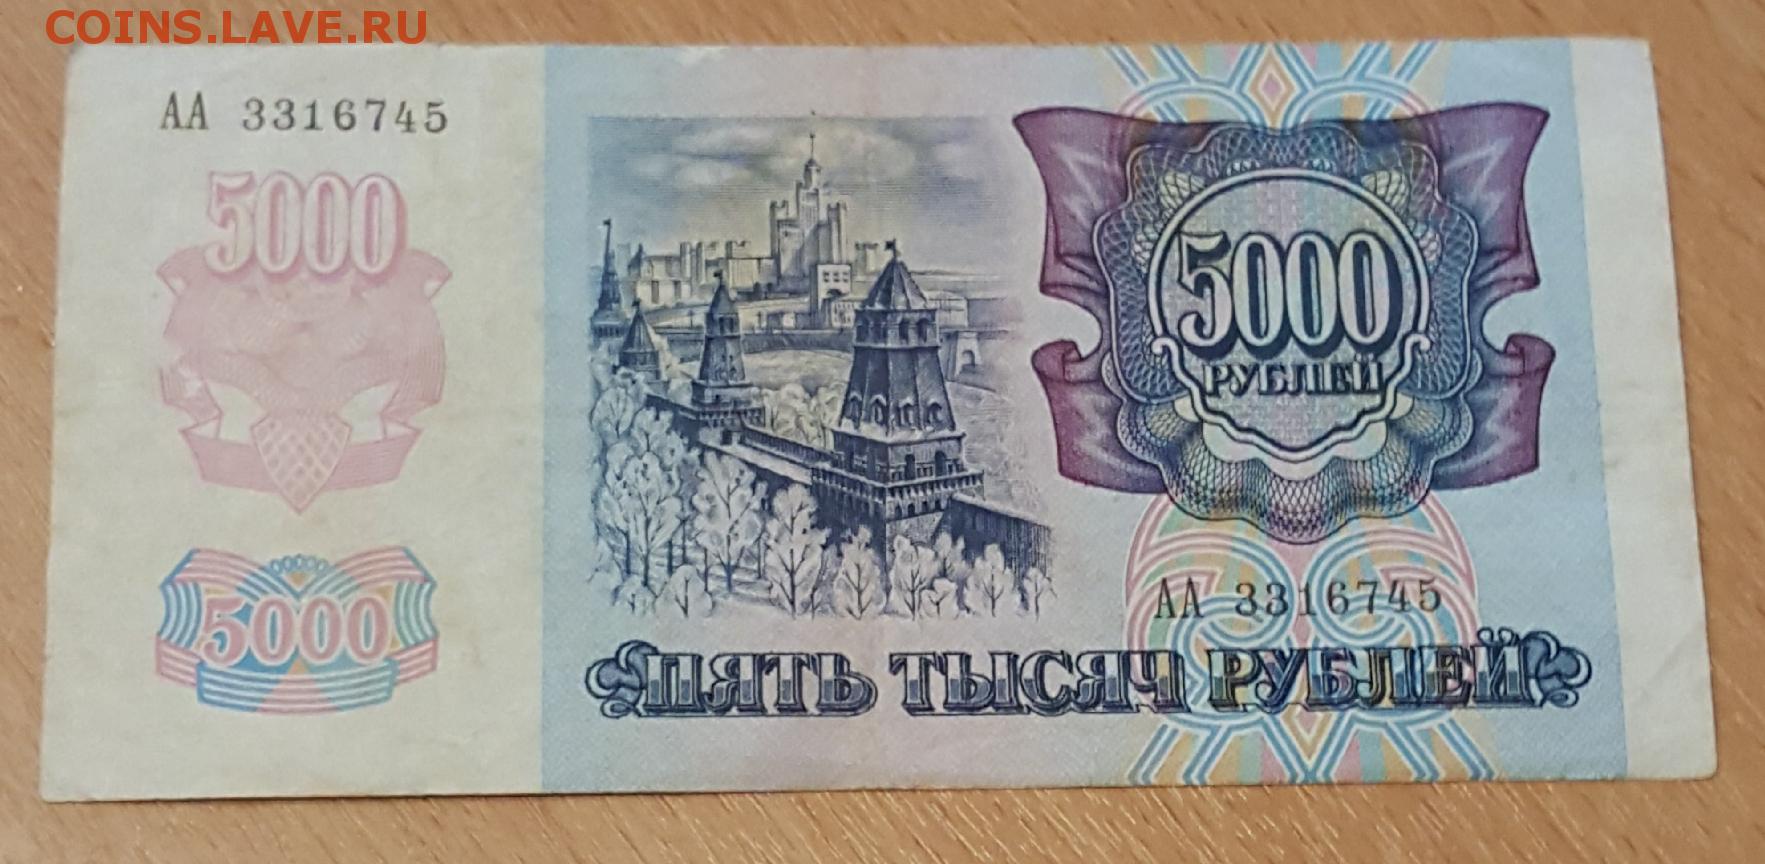 COINS.LAVE.RU
АА 3316745
5000
5000
5000
РУБЛЕЙ
АА 3316745
ПЯТЬ ТЫСЯЧ РУБЛЕЙ